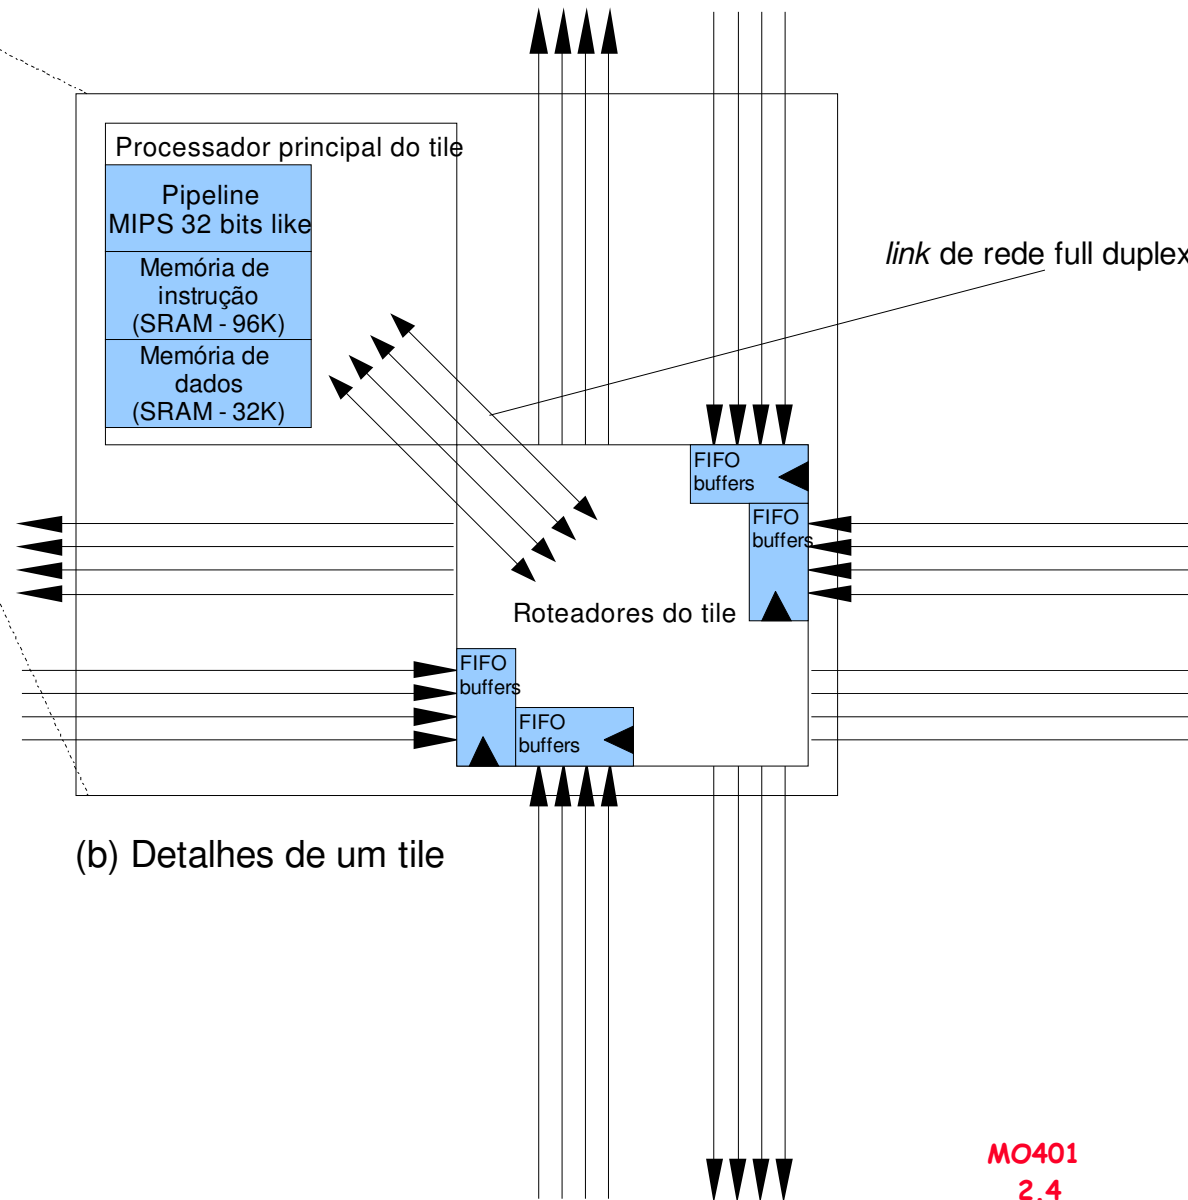 Processador principal do tile
Pipeline
MIPS 32 bits like
Memória de
instrução
(SRAM - 96K)
Memória de
dados
(SRAM - 32K)
link de rede full duplex
FIFO
buffers
FIFO
buffers
Roteadores do tile
FIFO
buffers
FIFO
buffers
(b) Detalhes de um tile
MO401
2.4